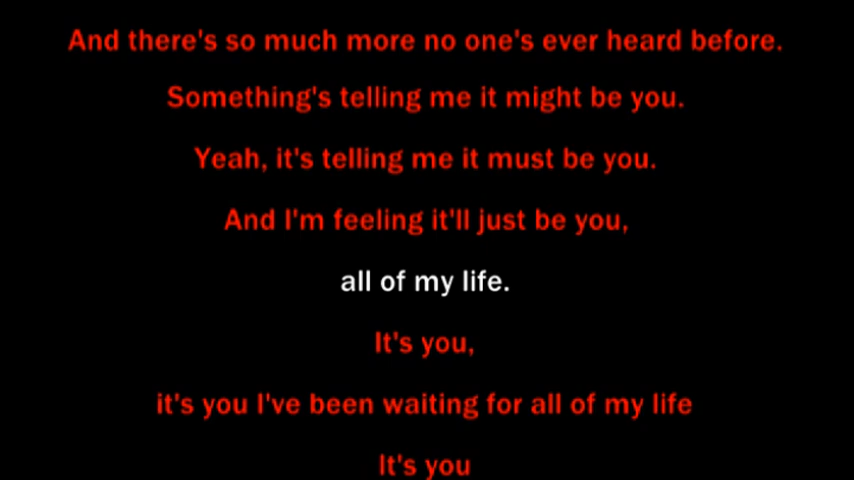 And there's so much more no one's ever heard before.
Something's telling me it might be you.
Yeah, it's telling me it must be you.
And I'm feeling it'll just be you,
all of my life.
It's you,
it's you I've been waiting for all of my life
It's you